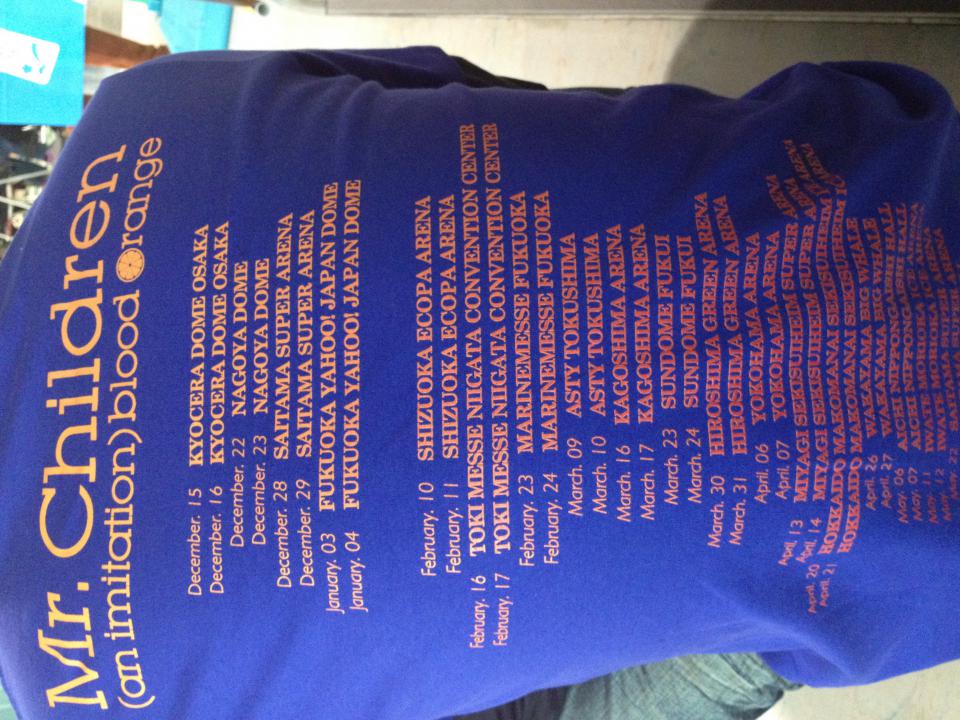 Mr. Children
(an imitation) blood orange
December. 15 KYOCERA DOME OSAKA
December. 16 KYOCERA DOME OSAKA
December. 22 NAGOYA DOME
December. 23 NAGOYA DOME
December. 28 SAITAMA SUPER ARENA
December. 29 SAITAMA SUPER ARENA
January. 03 FUKUOKA YAHOO! JAPAN DOME
January. 04 FUKUOKA YAHOO! JAPAN DOME
February. 10 SHIZUOKA ECOPA ARENA
February. 11 SHIZUOKA ECOPA ARENA
February. 16 TOKI MESSE NIIGATA CONVENTION CENTER
February. 17 TOKI MESSE NIIGATA CONVENTION CENTER
February. 23 MARINEMESSE FUKUOKA
February. 24 MARINEMESSE FUKUOKA
March. 09 ASTY TOKUSHIMA
March. 10 ASTY TOKUSHIMA
March. 16 KAGOSHIMA ARENA
March. 17 KAGOSHIMA ARENA
March. 23 SUNDOME FUKUI
March. 24 SUNDOME FUKUI
March. 30 HIROSHIMA GREEN ARENA
March. 31 HIROSHIMA GREEN ARENA
April. 06 YOKOHAMA ARENA
April. 07 YOKOHAMA ARENA
April. 13 MIYAGI SEKISUIHEIM SUPER ARENA
April. 14 MIYAGI SEKISUIHEIM SUPER ARENA
April. 20 HOKKAIDO MAKOMANAI SEKISUIHEIM
April. 21 HOKKAIDO MAKOMANAI SEKISUIHEIM
April. 26 WAKAYAMA BIG WHALE
April. 27 WAKAYAMA BIG WHALE
May. 06 AICHI NIPPONGAISHI HALL
May. 07 AICHI NIPPONGAISHI HALL
May. 11 IWATE
May. 12 IWATE